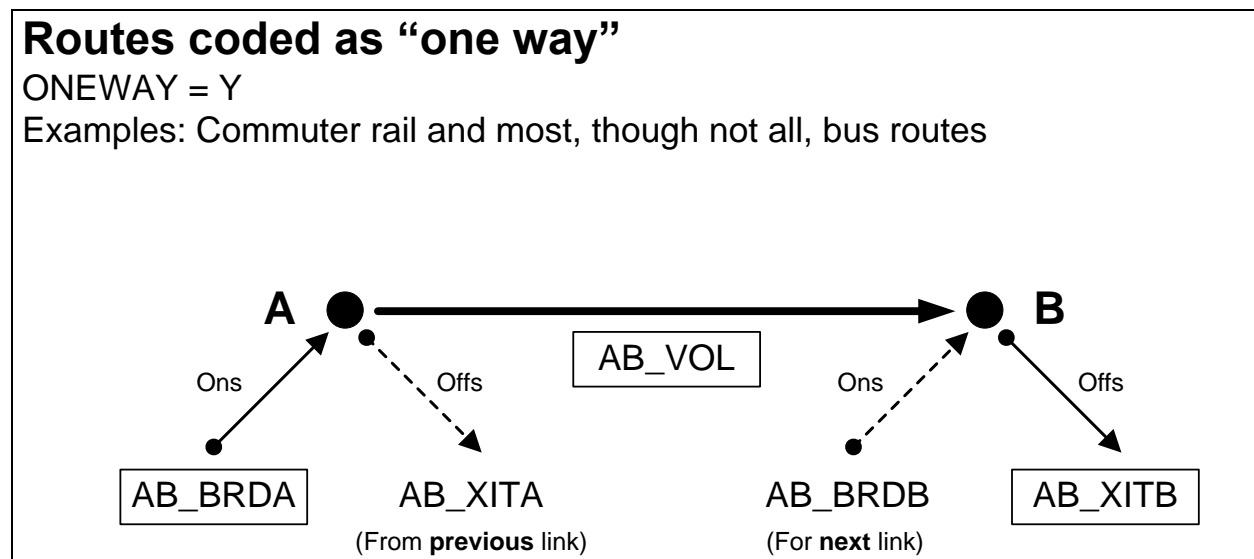 Routes coded as “one way”
ONEWAY = Y
Examples: Commuter rail and most, though not all, bus routes
A
B
AB_VOL
Ons
Offs
Ons
Offs
AB_BRDA
AB_XITA
AB_BRDB
AB_XITB
(From previous link)
(For next link)